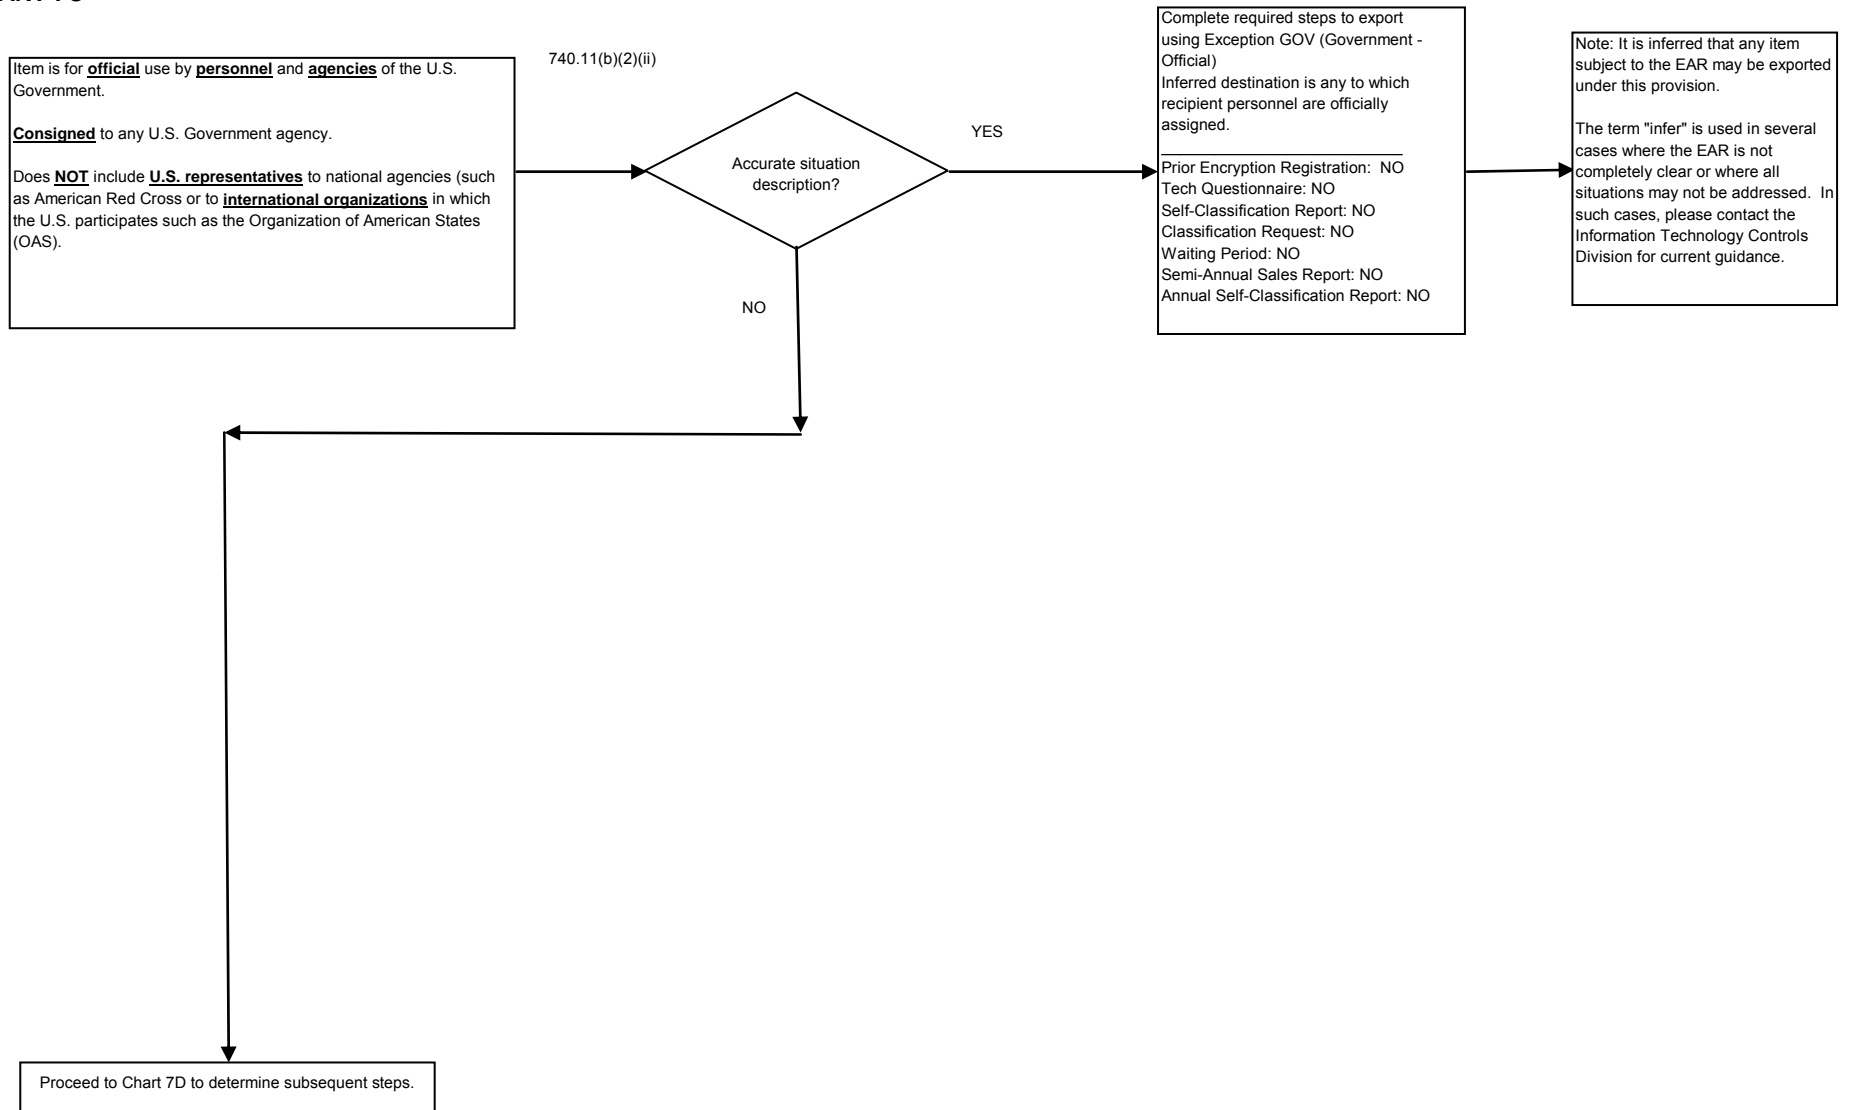 Item is for official use by personnel and agencies of the U.S.
Government.
Consigned to any U.S. Government agency.
Does NOT include U.S. representatives to national agencies (such
as American Red Cross or to international organizations in which
the U.S. participates such as the Organization of American States
(OAS).
740.11(b)(2)(ii)
Accurate situation
description?
YES
NO
Complete required steps to export
using Exception GOV (Government -
Official)
Inferred destination is any to which
recipient personnel are officially
assigned.
Prior Encryption Registration:  NO
Tech Questionnaire: NO
Self-Classification Report: NO
Classification Request: NO
Waiting Period: NO
Semi-Annual Sales Report: NO
Annual Self-Classification Report: NO
Note: It is inferred that any item
subject to the EAR may be exported
under this provision.
The term "infer" is used in several
cases where the EAR is not
completely clear or where all
situations may not be addressed.  In
such cases, please contact the
Information Technology Controls
Division for current guidance.
Proceed to Chart 7D to determine subsequent steps.